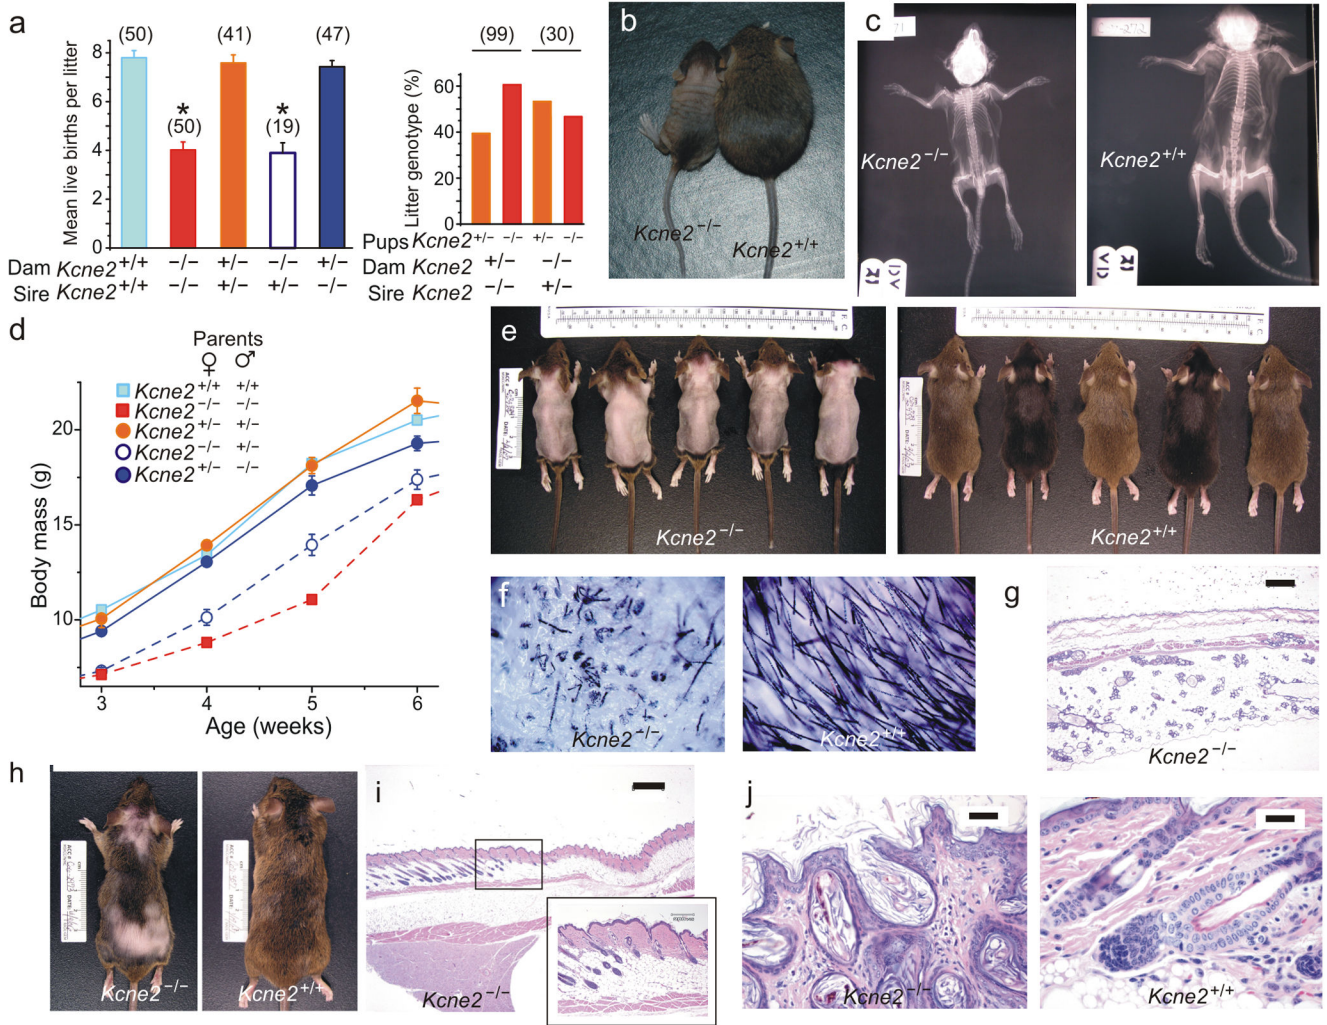 a
(50)
(41)
(47)
*
(50)
*
(19)
Mean live births per litter
8
6
4
2
0
Dam Kcne2 +/+ −/− +/− −/− +/−
Sire Kcne2 +/+ −/− +/− +/− −/−
(99)
(30)
Litter genotype (%)
60
40
20
0
Pups Kcne2 +/− −/− +/− −/−
Dam Kcne2 +/− −/−
Sire Kcne2 −/− +/−
b
Kcne2−/−
Kcne2+/+
c
Kcne2−/−
Kcne2+/+
d
Parents
♀ ♂
Kcne2 +/+ +/+
Kcne2 −/− −/−
Kcne2 +/− +/−
Kcne2 −/− +/−
Kcne2 +/− −/−
Body mass (g)
20
15
10
3 4 5 6
Age (weeks)
e
Kcne2−/−
Kcne2+/+
f
Kcne2−/−
Kcne2+/+
g
Kcne2−/−
h
Kcne2−/−
Kcne2+/+
i
Kcne2−/−
j
Kcne2−/−
Kcne2+/+